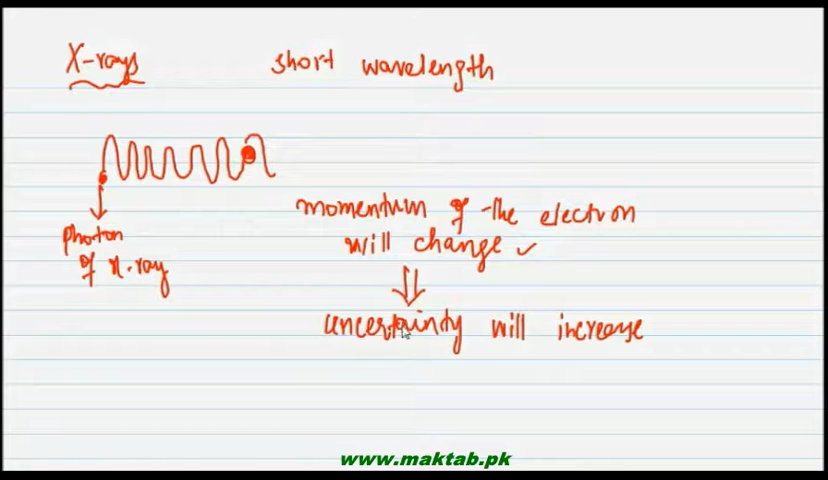 X-rays short wavelength
photon
of x-ray
momentum of the electron
will change
uncertainty will increase
www.maktab.pk